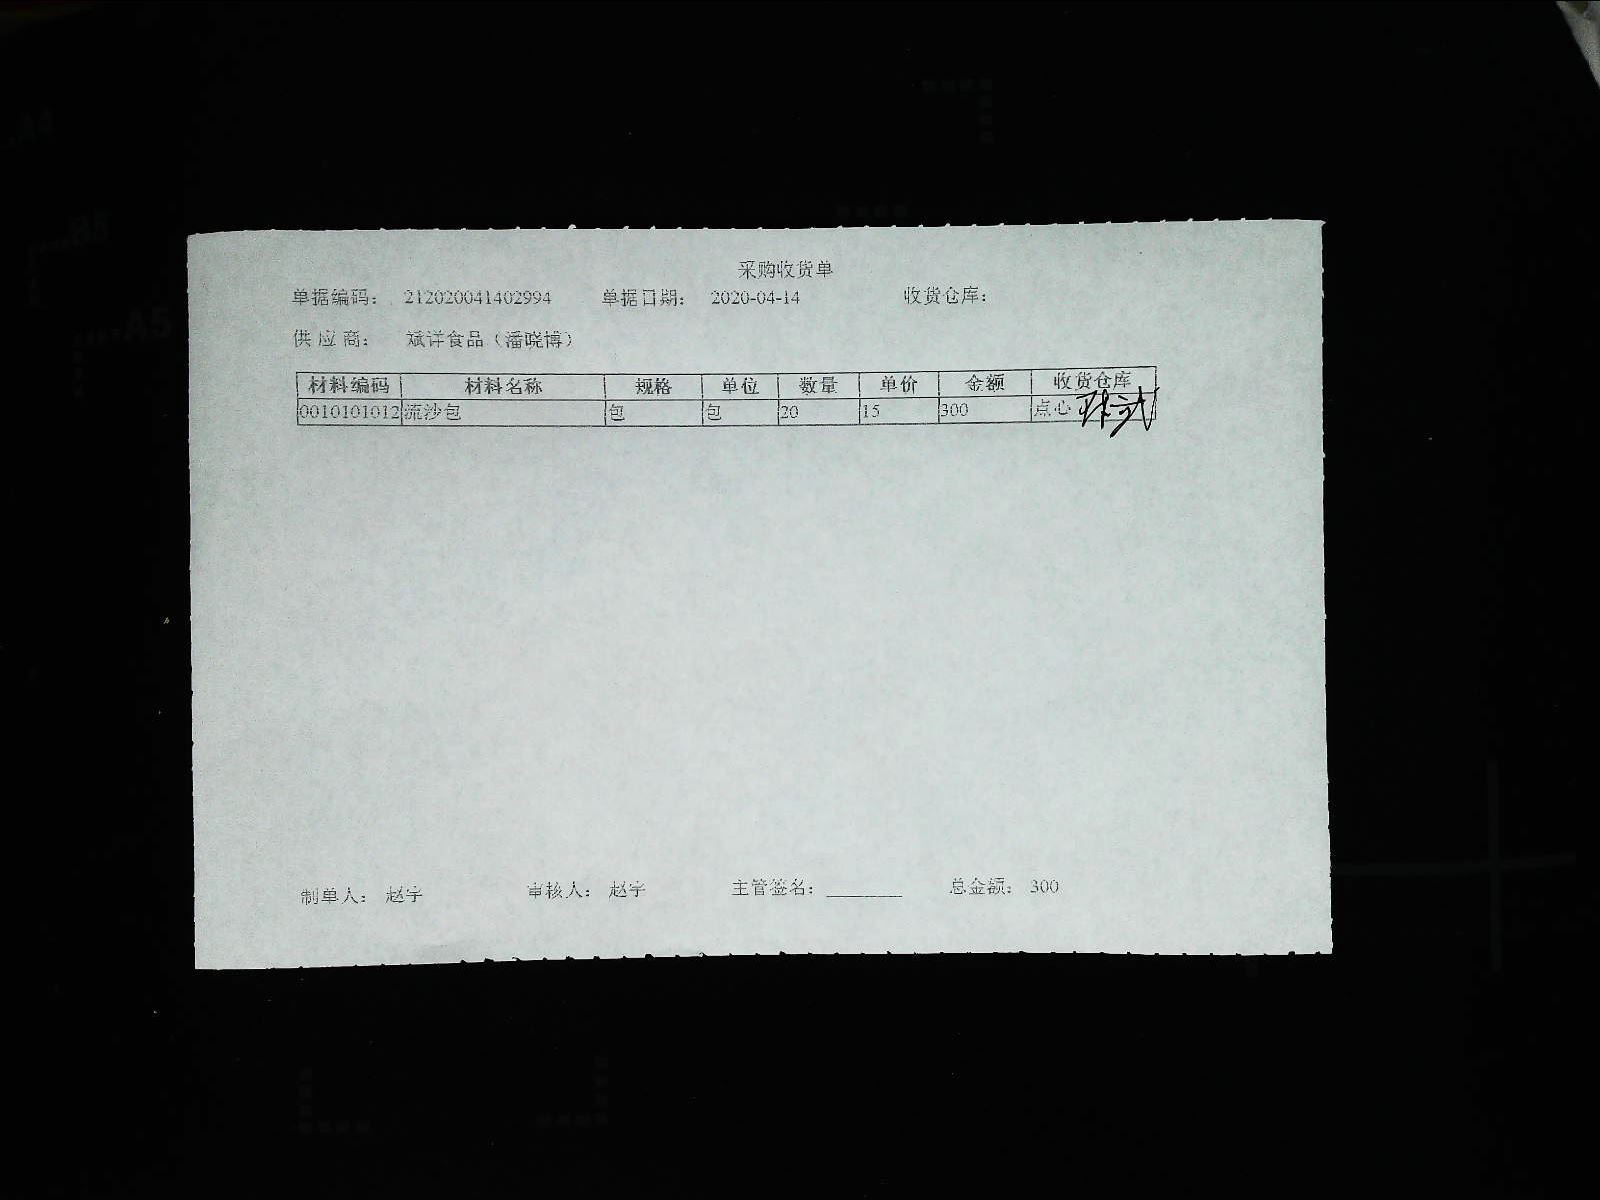 采购收货单
单据编码： 212020041402994 单据日期： 2020-04-14 收货仓库：
供应商： 斌详食品（潘晓博）
材料编码 材料名称 规格 单位 数量 单价 金额 收货仓库
0010101012 流沙包 包 包 20 15 300 点心
制单人： 赵宇 审核人： 赵宇 主管签名： 总金额： 300
A4
B5
A5